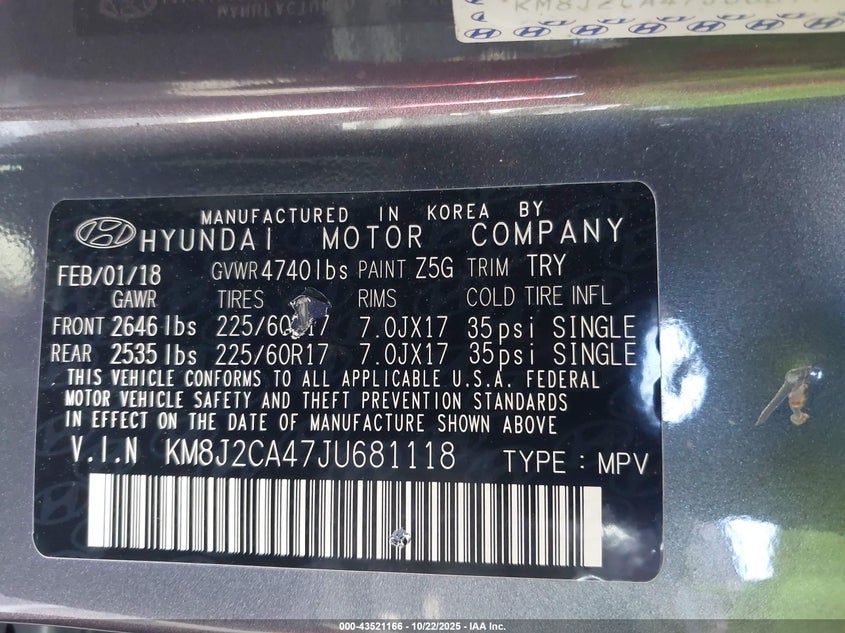 KM8J2CA47JU68
MANUFACTURED IN KOREA BY
HYUNDAI MOTOR COMPANY
FEB/01/18 GVWR 4740lbs PAINT Z5G TRIM TRY
GAWR TIRES RIMS COLD TIRE INFL
FRONT 2646lbs 225/60R17 7.0JX17 35psi SINGLE
REAR 2535lbs 225/60R17 7.0JX17 35psi SINGLE
THIS VEHICLE CONFORMS TO ALL APPLICABLE U.S.A. FEDERAL
MOTOR VEHICLE SAFETY AND THEFT PREVENTION STANDARDS
IN EFFECT ON THE DATE OF MANUFACTURE SHOWN ABOVE
V.I.N KM8J2CA47JU681118 TYPE : MPV
000-43521166 - 10/22/2025 - IAA Inc.